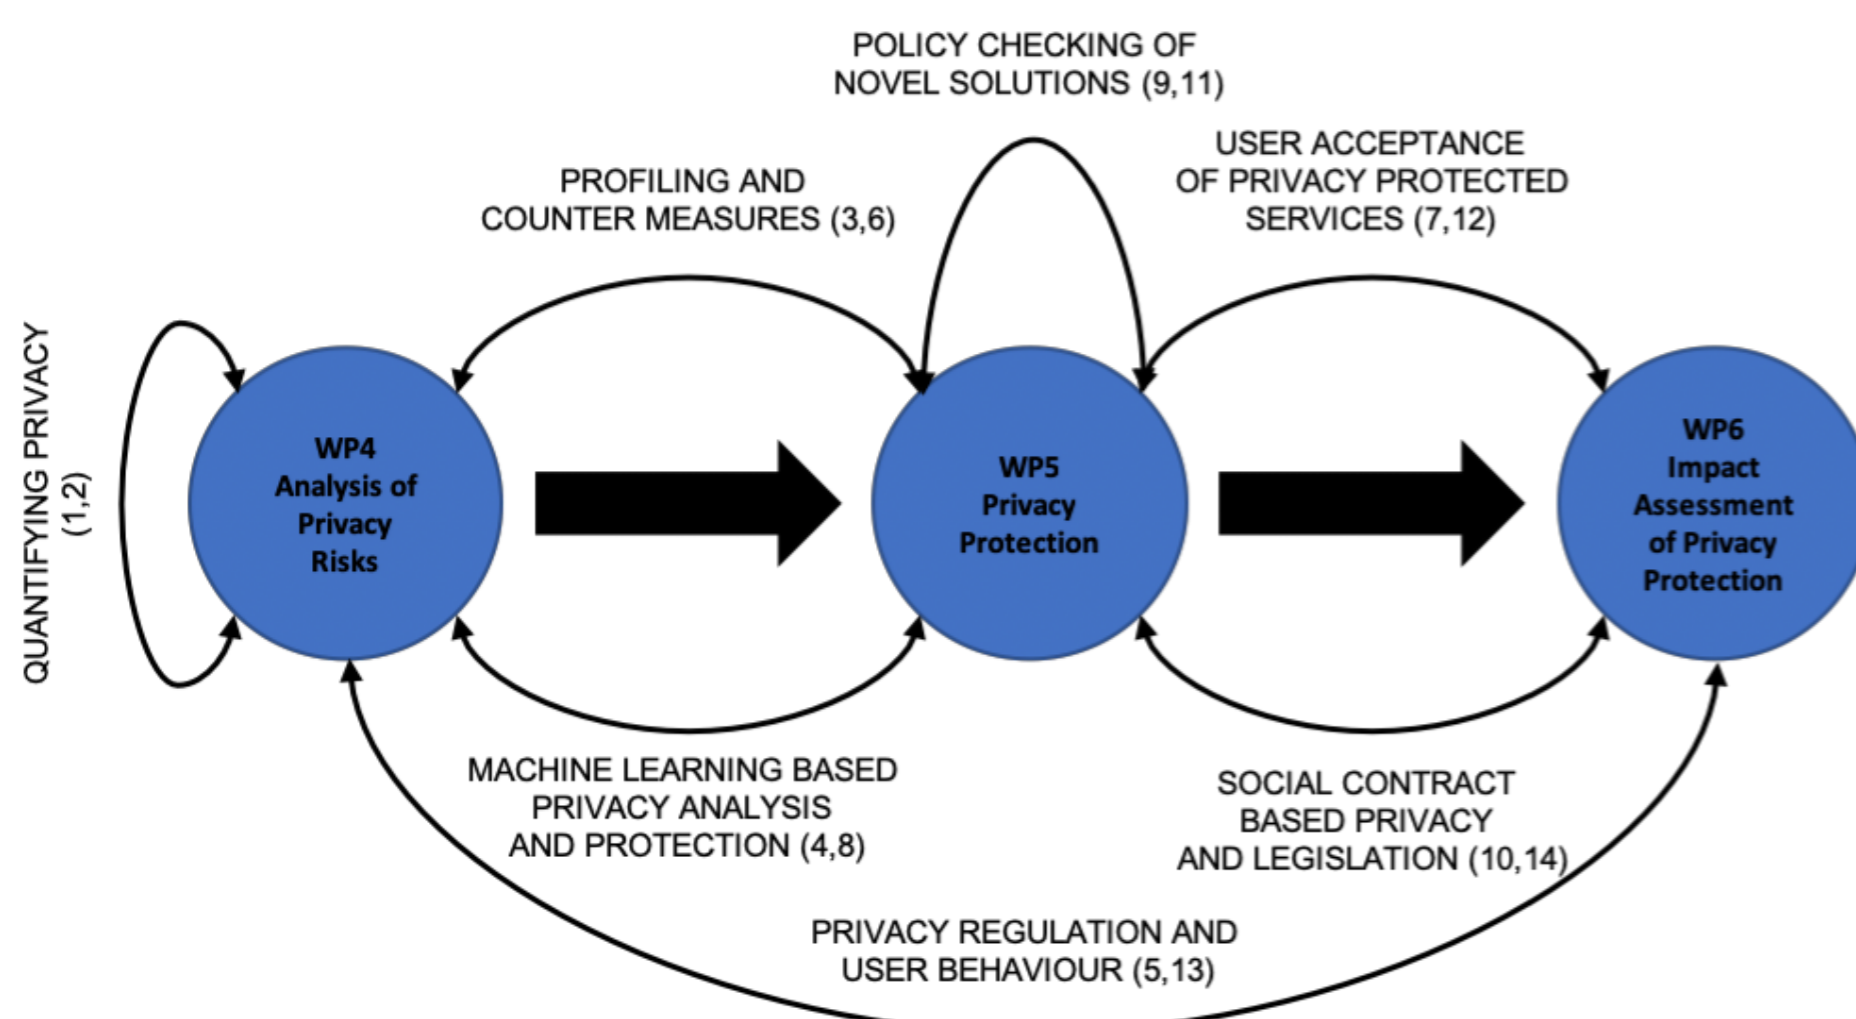 POLICY CHECKING OF
NOVEL SOLUTIONS (9,11)
USER ACCEPTANCE
OF PRIVACY PROTECTED
SERVICES (7,12)
PROFILING AND
COUNTER MEASURES (3,6)
QUANTIFYING PRIVACY
(1,2)
WP4
Analysis of
Privacy
Risks
WP5
Privacy
Protection
WP6
Impact
Assessment
of Privacy
Protection
MACHINE LEARNING BASED
PRIVACY ANALYSIS
AND PROTECTION (4,8)
SOCIAL CONTRACT
BASED PRIVACY
AND LEGISLATION (10,14)
PRIVACY REGULATION AND
USER BEHAVIOUR (5,13)